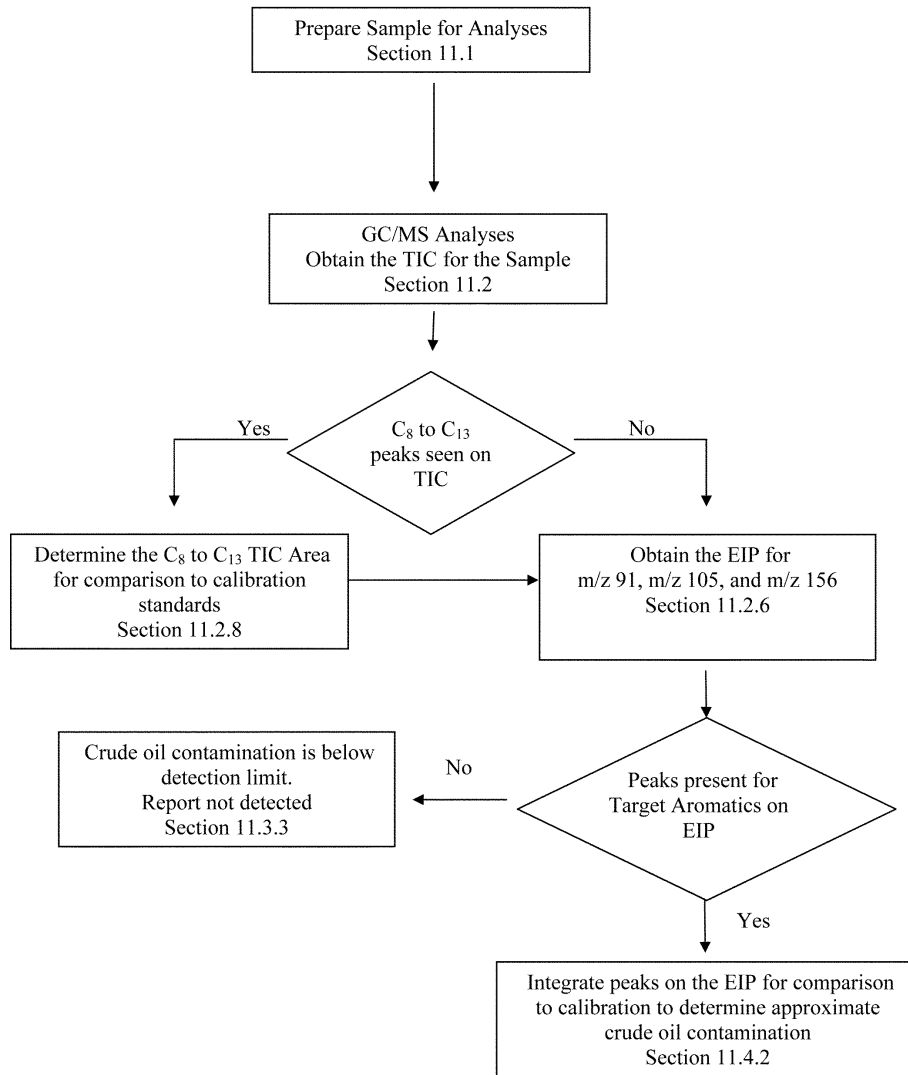 Prepare Sample for Analyses
Section 11.1
GC/MS Analyses
Obtain the TIC for the Sample
Section 11.2
C₈ to C₁₃
peaks seen on
TIC
Yes
No
Determine the C₈ to C₁₃ TIC Area
for comparison to calibration
standards
Section 11.2.8
Obtain the EIP for
m/z 91, m/z 105, and m/z 156
Section 11.2.6
Peaks present for
Target Aromatics on
EIP
No
Crude oil contamination is below
detection limit.
Report not detected
Section 11.3.3
Yes
Integrate peaks on the EIP for comparison
to calibration to determine approximate
crude oil contamination
Section 11.4.2